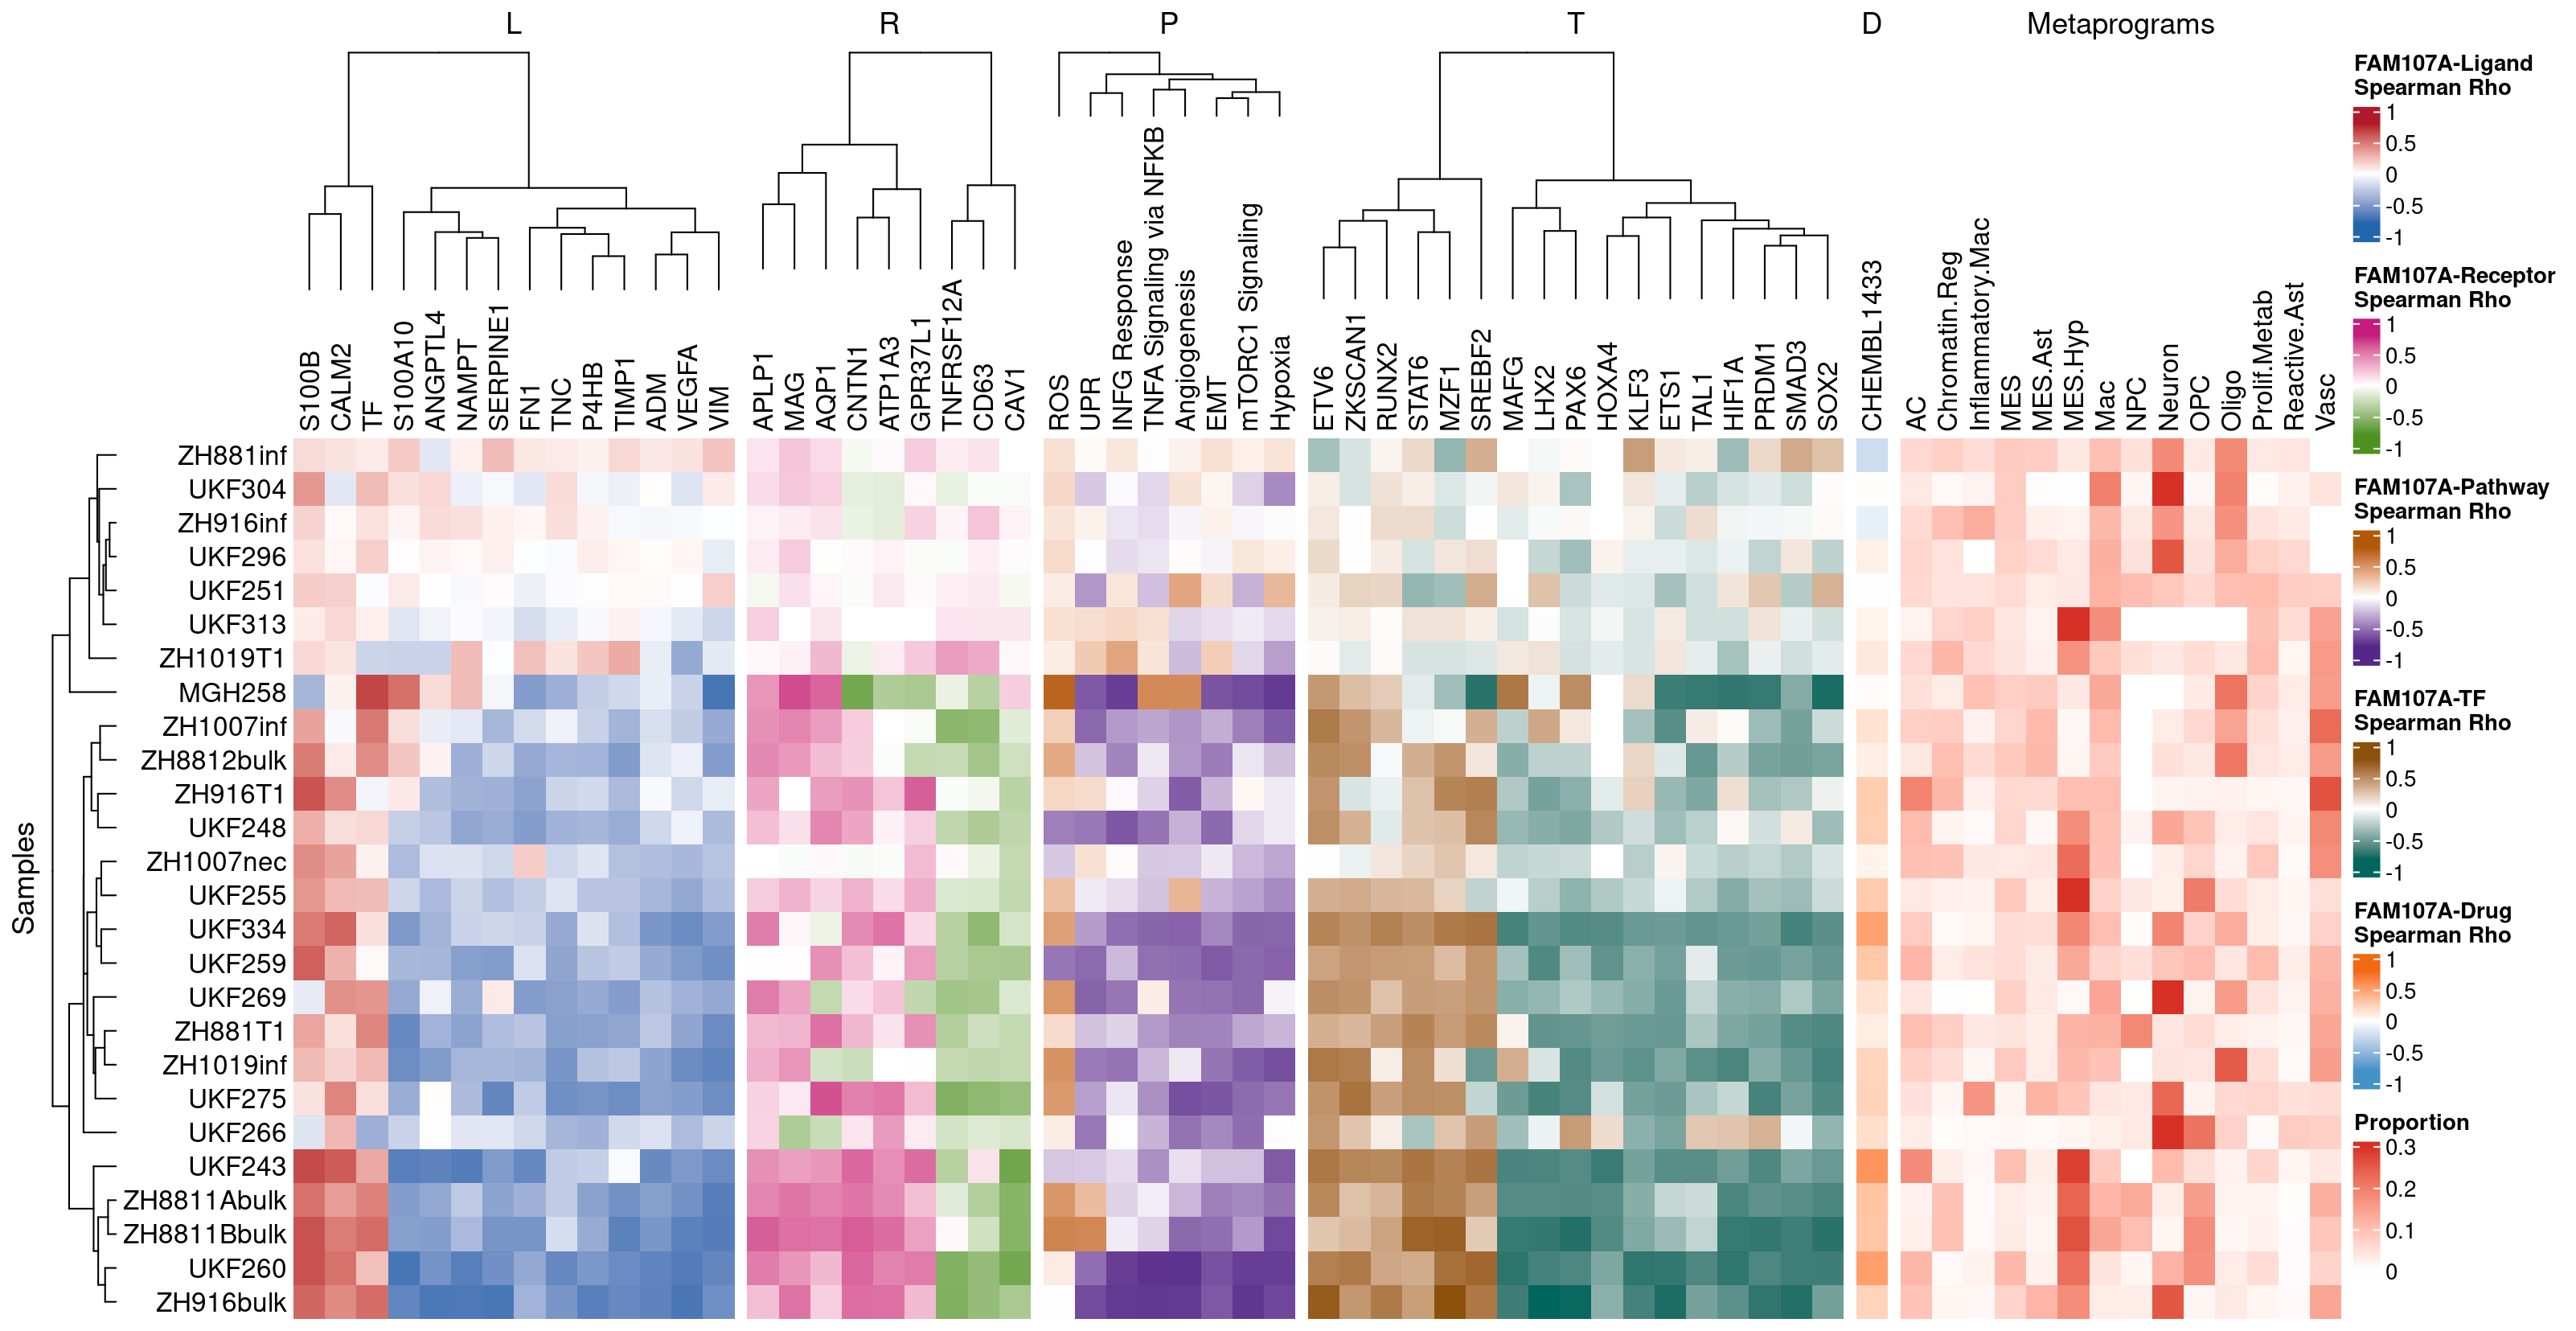 L R P T D Metaprograms
S100B CALM2 TF S100A10 ANGPTL4 NAMPT SERPINE1 FN1 TNC P4HB TIMP1 ADM VEGFA VIM
APLP1 MAG AQP1 CNTN1 ATP1A3 GPR37L1 TNFRSF12A CD63 CAV1
ROS UPR INFG Response TNFA Signaling via NFKB Angiogenesis EMT mTORC1 Signaling Hypoxia
ETV6 ZKSCAN1 RUNX2 STAT6 MZF1 SREBF2 MAFG LHX2 PAX6 HOXA4 KLF3 ETS1 TAL1 HIF1A PRDM1 SMAD3 SOX2
CHEMBL1433
AC Chromatin.Reg Inflammatory.Mac MES MES.Ast MES.Hyp Mac NPC Neuron OPC Oligo Prolif.Metab Reactive.Ast Vasc
Samples
ZH881inf
UKF304
ZH916inf
UKF296
UKF251
UKF313
ZH1019T1
MGH258
ZH1007inf
ZH8812bulk
ZH916T1
UKF248
ZH1007nec
UKF255
UKF334
UKF259
UKF269
ZH881T1
ZH1019inf
UKF275
UKF266
UKF243
ZH8811Abulk
ZH8811Bbulk
UKF260
ZH916bulk
FAM107A-Ligand
Spearman Rho
1
0.5
0
-0.5
-1
FAM107A-Receptor
Spearman Rho
1
0.5
0
-0.5
-1
FAM107A-Pathway
Spearman Rho
1
0.5
0
-0.5
-1
FAM107A-TF
Spearman Rho
1
0.5
0
-0.5
-1
FAM107A-Drug
Spearman Rho
1
0.5
0
-0.5
-1
Proportion
0.3
0.2
0.1
0